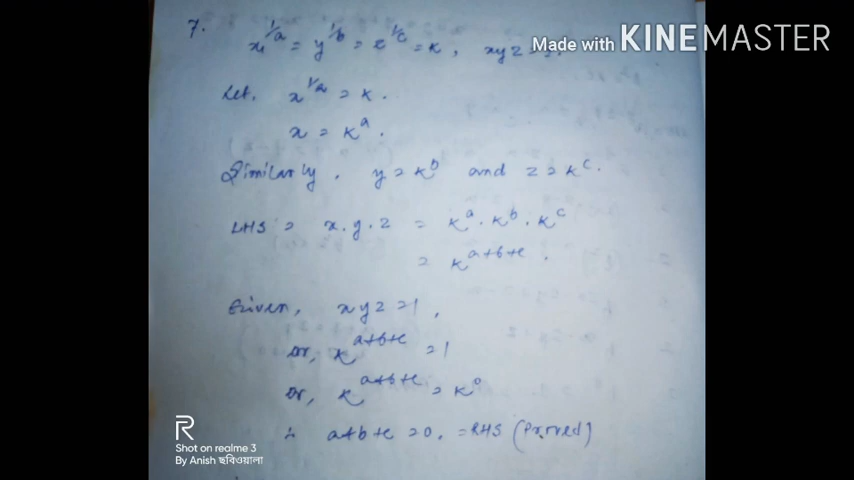 7. x^1/a = y^1/b = z^1/c = k, xyz =
Made with KINEMASTER
Let, x^1/a = k.
x = k^a.
Similarly, y = k^b and z = k^c.
LHS = x.y.z = k^a . k^b . k^c
= k^a+b+c.
Given, xyz = 1,
or, k^a+b+c = 1
or, k^a+b+c = k^0
∴ a+b+c = 0. = RHS (Proved)
R
Shot on realme 3
By Anish ছবিওয়ালা